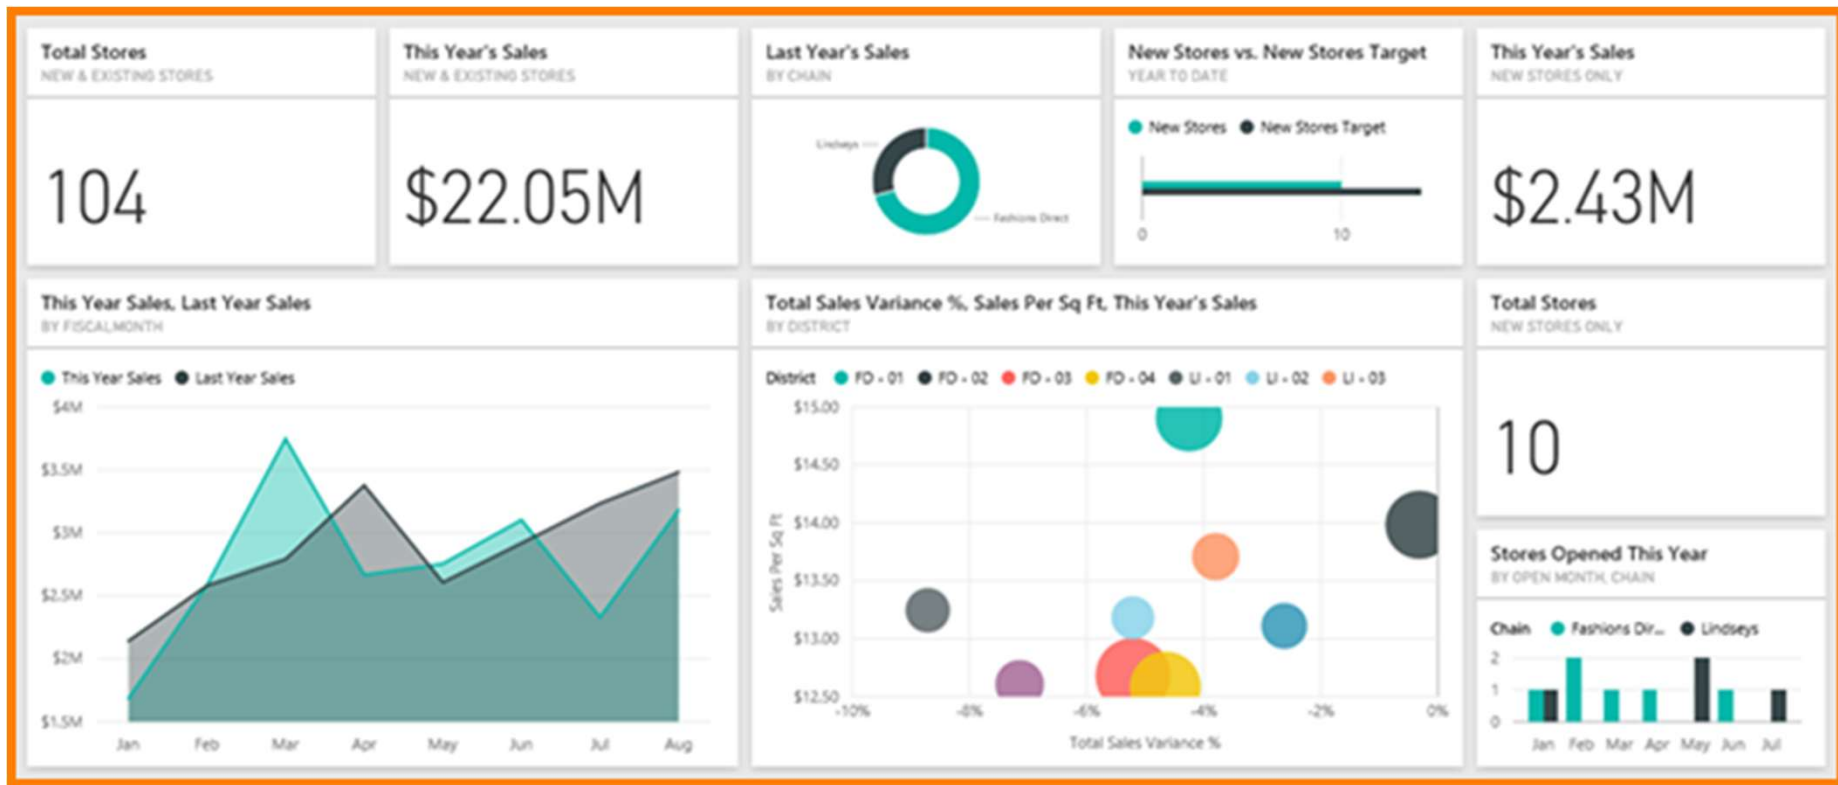 Total Stores
NEW & EXISTING STORES
104
This Year's Sales
NEW & EXISTING STORES
$22.05M
Last Year's Sales
BY CHAIN
Lindseys
Fashions Direct
New Stores vs. New Stores Target
YEAR TO DATE
New Stores New Stores Target
0 10
This Year's Sales
NEW STORES ONLY
$2.43M
This Year Sales, Last Year Sales
BY FISCALMONTH
This Year Sales Last Year Sales
$4M
$3.5M
$3M
$2.5M
$2M
$1.5M
Jan Feb Mar Apr May Jun Jul Aug
Total Sales Variance %, Sales Per Sq Ft, This Year's Sales
BY DISTRICT
District FD - 01 FD - 02 FD - 03 FD - 04 LI - 01 LI - 02 LI - 03
Sales Per Sq Ft
$15.00
$14.50
$14.00
$13.50
$13.00
$12.50
-10% -8% -6% -4% -2% 0%
Total Sales Variance %
Total Stores
NEW STORES ONLY
10
Stores Opened This Year
BY OPEN MONTH, CHAIN
Chain Fashions Dir... Lindseys
2
1
0
Jan Feb Mar Apr May Jun Jul